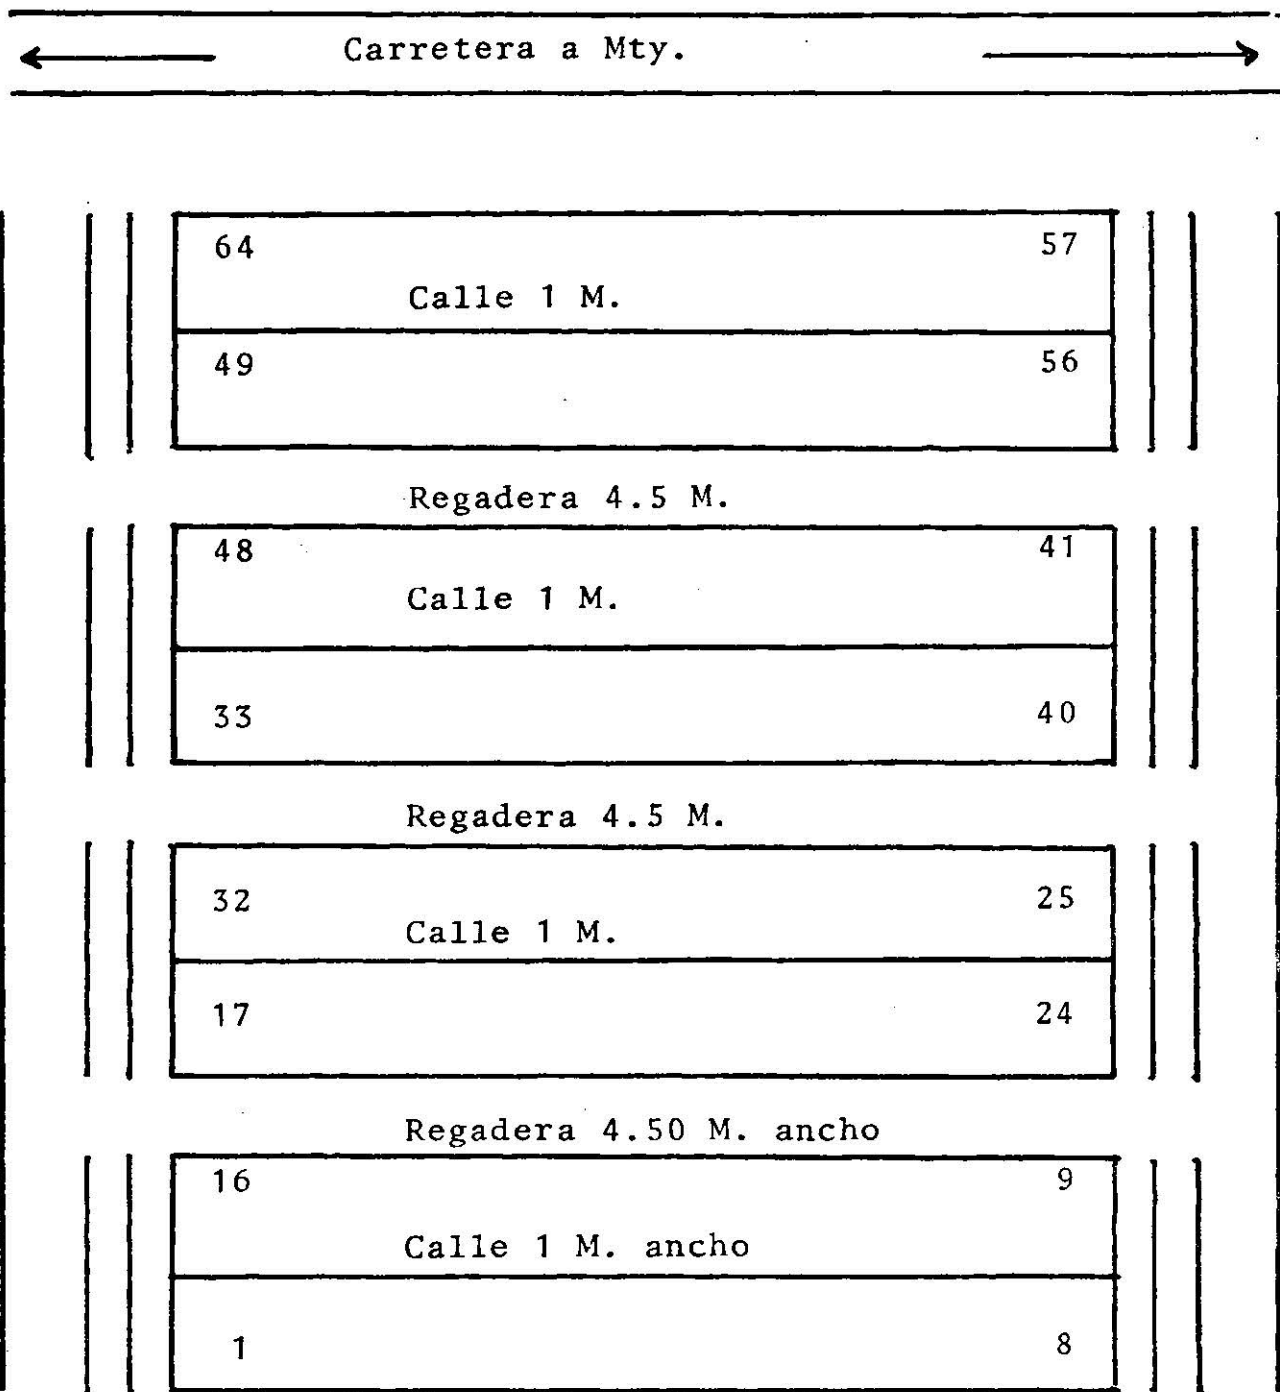 Carretera a Mty.
64 57
Calle 1 M.
49 56
Regadera 4.5 M.
48 41
Calle 1 M.
33 40
Regadera 4.5 M.
32 25
Calle 1 M.
17 24
Regadera 4.50 M. ancho
16 9
Calle 1 M. ancho
1 8